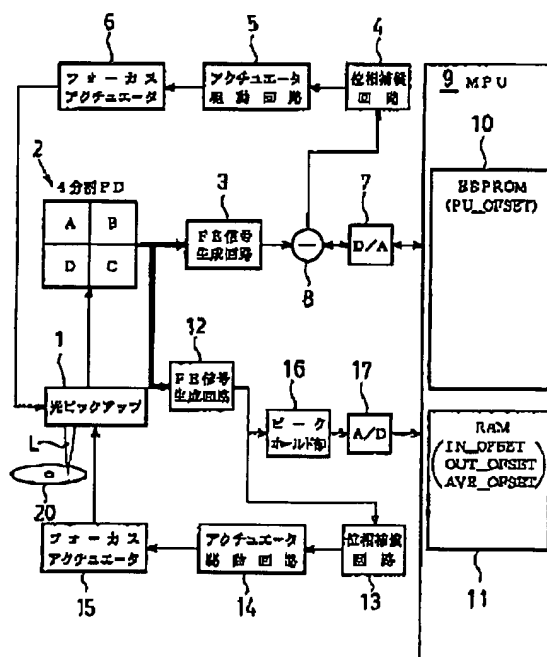 6
5
4
フォーカス
アクチュエータ
アクチュエータ
駆動回路
位相補償
回路
9 MPU
10
EEPROM
(PU_OFSET)
2
4分割PD
A
B
D
C
3
FE信号
生成回路
8
7
D/A
1
光ピックアップ
L
20
12
FE信号
生成回路
16
ピーク
ホールド部
17
A/D
RAM
IN_OFSET
OUT_OFSET
AVE_OFSET
11
フォーカス
アクチュエータ
15
アクチュエータ
駆動回路
14
位相補償
回路
13